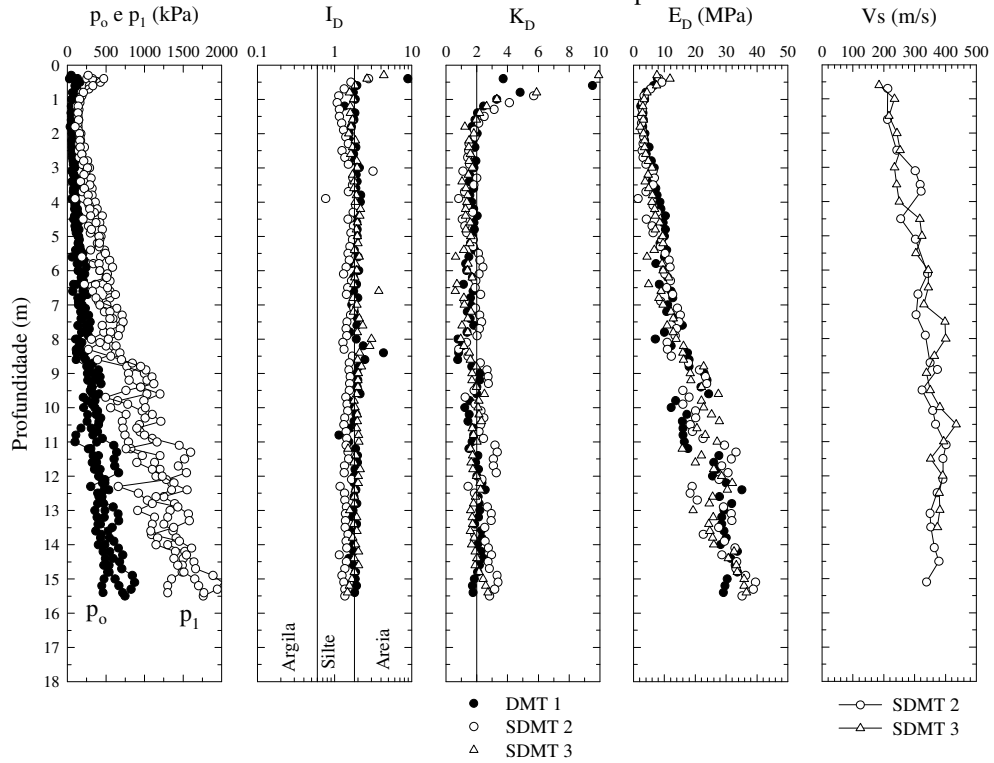 p
p₀ e p₁ (kPa) I_D K_D E_D (MPa) Vs (m/s)
0 500 1000 1500 2000 0.1 1 10 0 2 4 6 8 10 0 10 20 30 40 50 0 100 200 300 400 500
Profundidade (m)
0
1
2
3
4
5
6
7
8
9
10
11
12
13
14
15
16
17
18
p₀ p₁
Argila Silte Areia
DMT 1
SDMT 2
SDMT 3
SDMT 2
SDMT 3